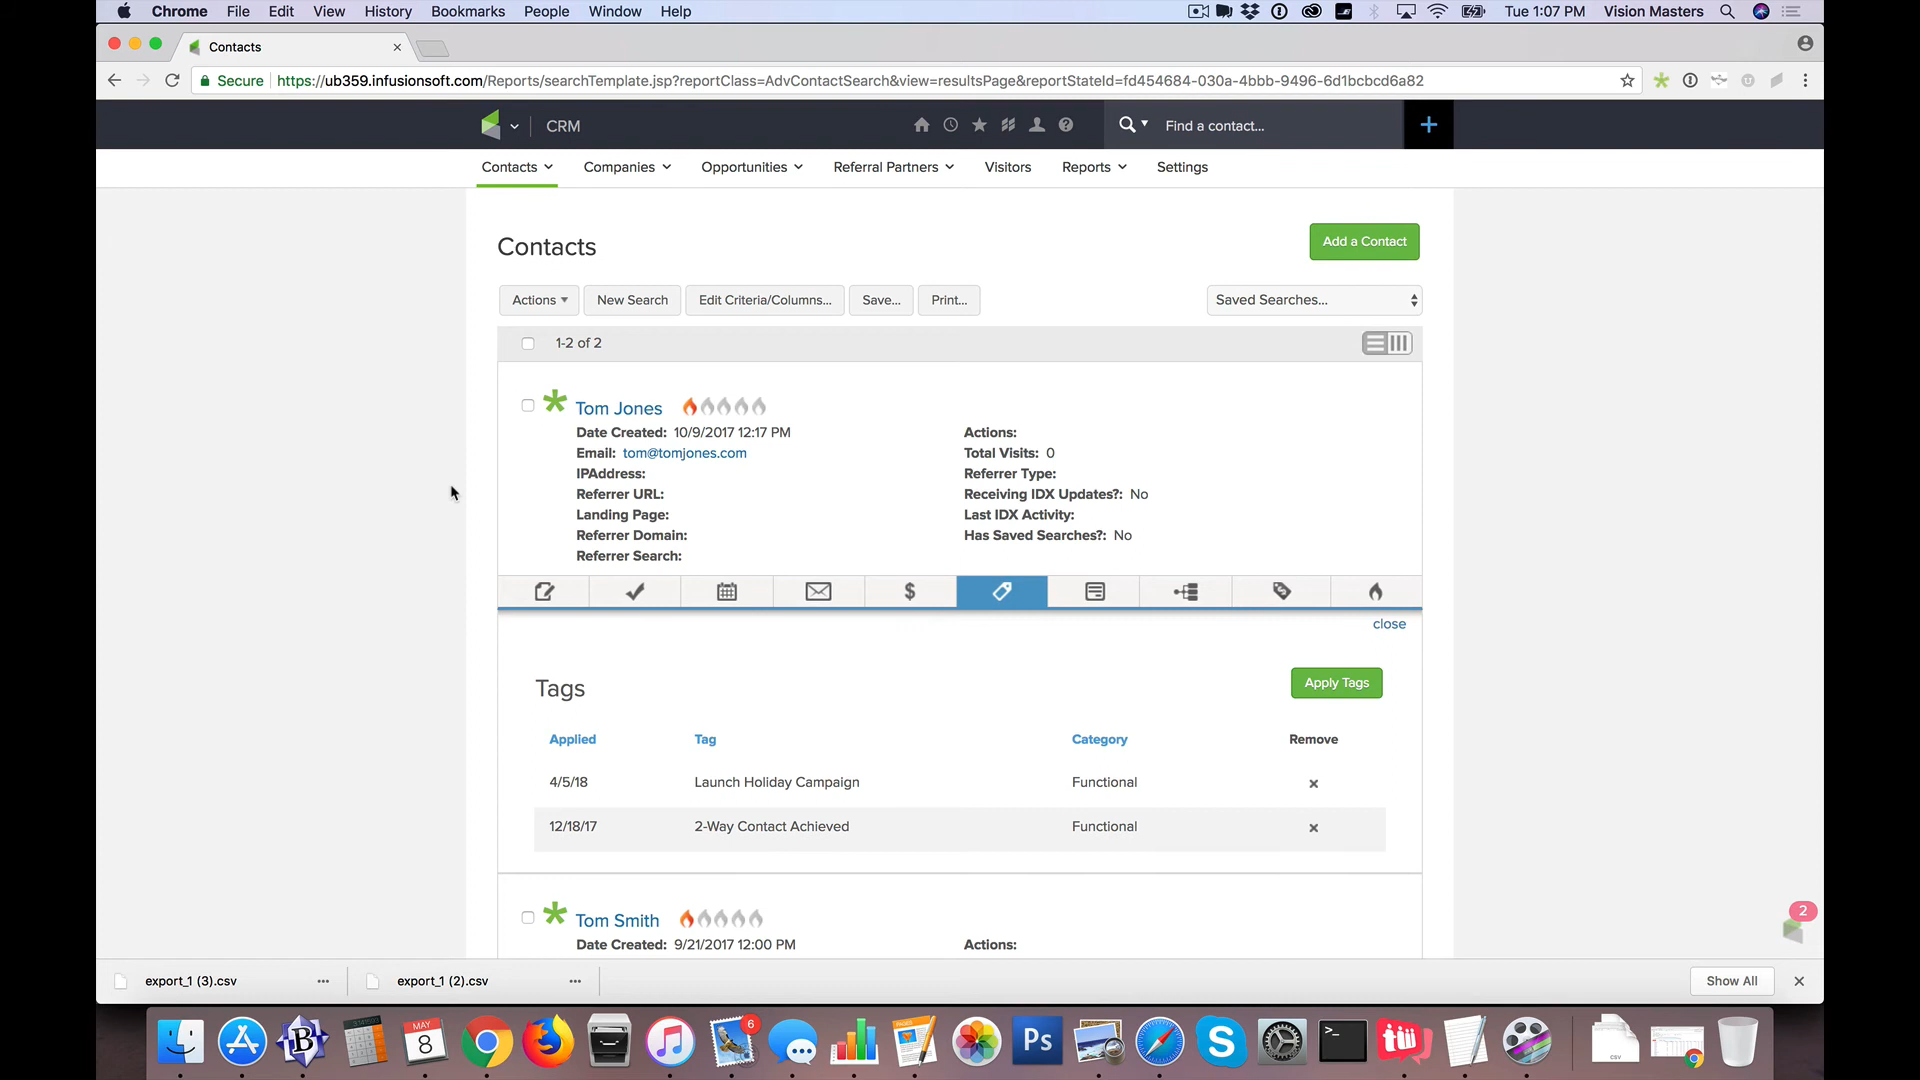 Chrome File Edit View History Bookmarks People Window Help Tue 1:07 PM Vision Masters
Contacts
Secure https://ub359.infusionsoft.com/Reports/searchTemplate.jsp?reportClass=AdvContactSearch&view=resultsPage&reportStateId=fd454684-030a-4bbb-9496-6d1bcbcd6a82
CRM Find a contact...
Contacts Companies Opportunities Referral Partners Visitors Reports Settings
Contacts Add a Contact
Actions New Search Edit Criteria/Columns... Save... Print... Saved Searches...
1-2 of 2
Tom Jones
Date Created: 10/9/2017 12:17 PM Actions:
Email: tom@tomjones.com Total Visits: 0
IPAddress: Referrer Type:
Referrer URL: Receiving IDX Updates?: No
Landing Page: Last IDX Activity:
Referrer Domain: Has Saved Searches?: No
Referrer Search:
close
Tags Apply Tags
Applied Tag Category Remove
4/5/18 Launch Holiday Campaign Functional
12/18/17 2-Way Contact Achieved Functional
2
Tom Smith
Date Created: 9/21/2017 12:00 PM Actions:
export_1 (3).csv export_1 (2).csv Show All
MAY
8
6
Ps
CSV